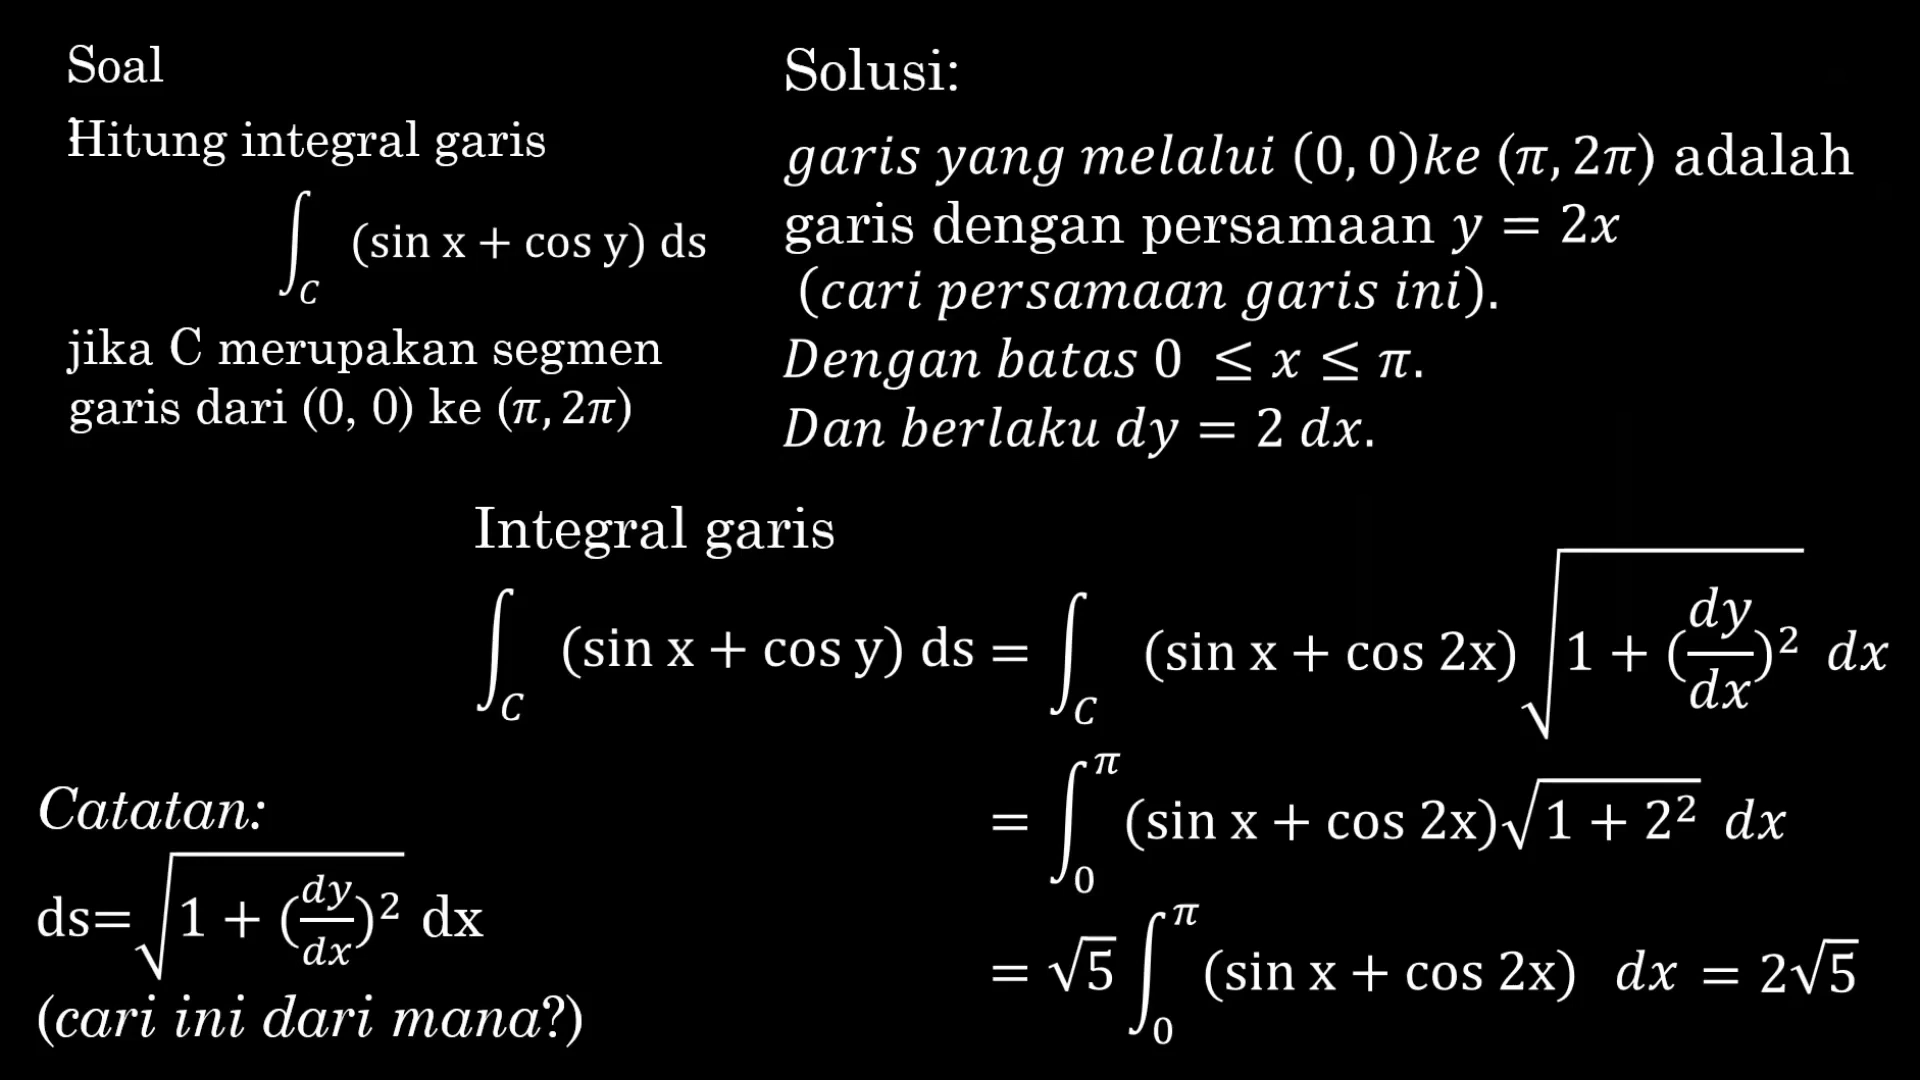 Soal
Hitung integral garis
∫_C (sin x + cos y) ds
jika C merupakan segmen
garis dari (0, 0) ke (π, 2π)
Solusi:
garis yang melalui (0, 0)ke (π, 2π) adalah
garis dengan persamaan y = 2x
(cari persamaan garis ini).
Dengan batas 0 ≤ x ≤ π.
Dan berlaku dy = 2 dx.
Integral garis
∫_C (sin x + cos y) ds = ∫_C (sin x + cos 2x) √(1 + (dy/dx)²) dx
= ∫_0^π (sin x + cos 2x)√(1 + 2²) dx
= √5 ∫_0^π (sin x + cos 2x) dx = 2√5
Catatan:
ds=√(1 + (dy/dx)²) dx
(cari ini dari mana?)